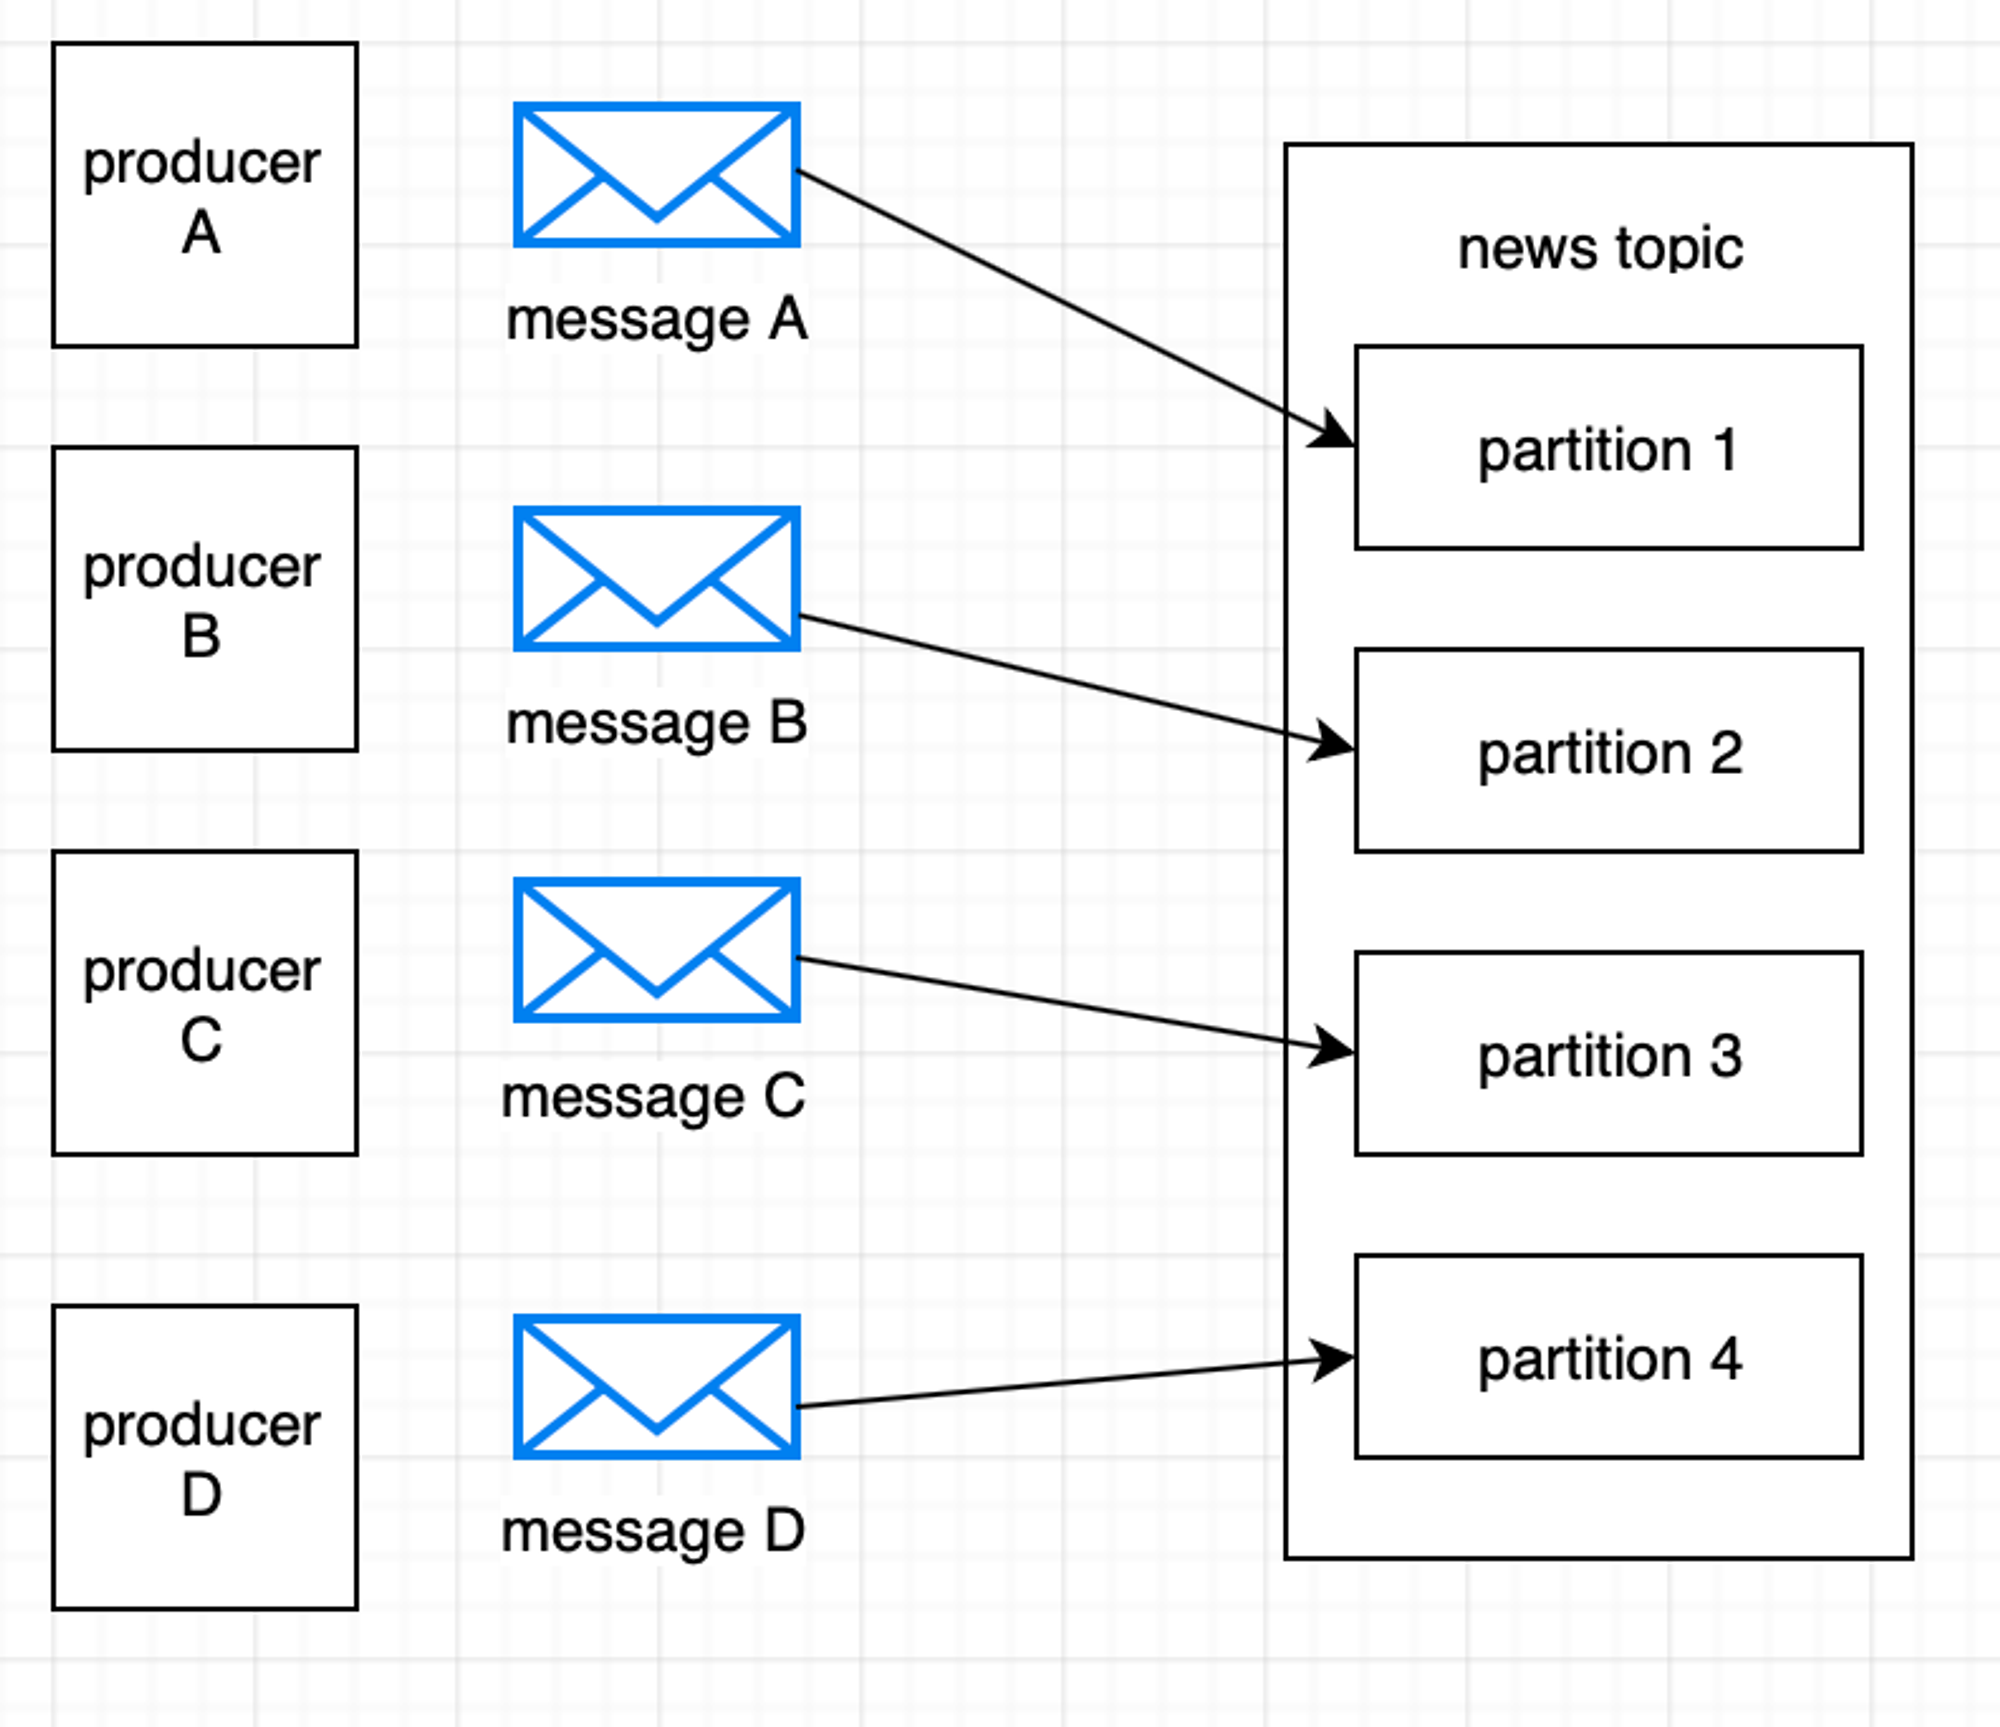 producer
A
message A
producer
B
message B
producer
C
message C
producer
D
message D
news topic
partition 1
partition 2
partition 3
partition 4